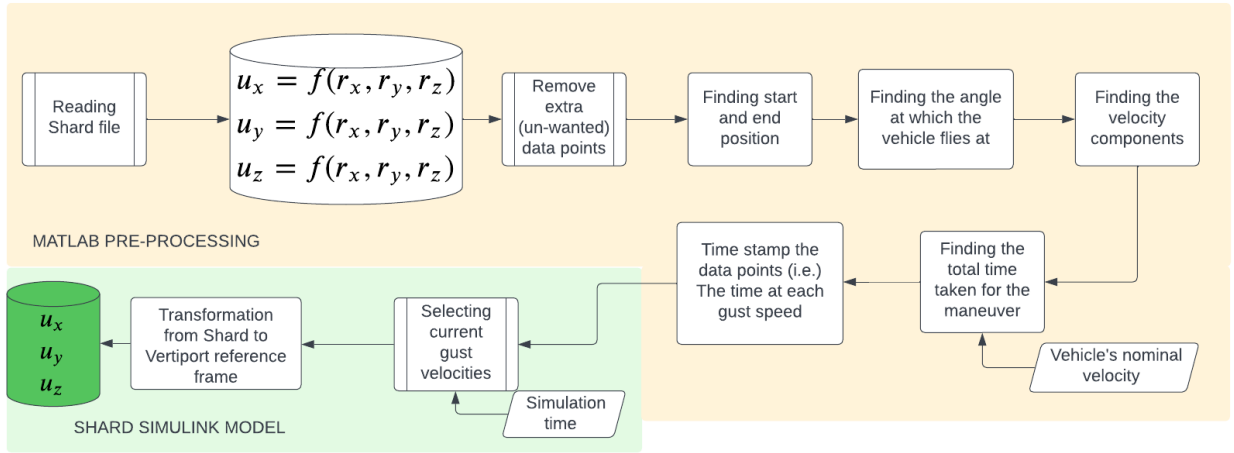 Reading
Shard file
u_x = f(r_x, r_y, r_z)
u_y = f(r_x, r_y, r_z)
u_z = f(r_x, r_y, r_z)
Remove
extra
(un-wanted)
data points
Finding start
and end
position
Finding the angle
at which the
vehicle flies at
Finding the
velocity
components
MATLAB PRE-PROCESSING
Finding the
total time
taken for the
maneuver
Vehicle's nominal
velocity
Time stamp the
data points (i.e.)
The time at each
gust speed
Selecting
current
gust
velocities
Simulation
time
Transformation
from Shard to
Vertiport reference
frame
u_x
u_y
u_z
SHARD SIMULINK MODEL